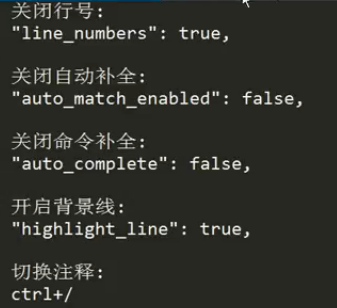 关闭行号:
"line_numbers": true,
关闭自动补全:
"auto_match_enabled": false,
关闭命令补全:
"auto_complete": false,
开启背景线:
"highlight_line": true,
切换注释:
ctrl+/